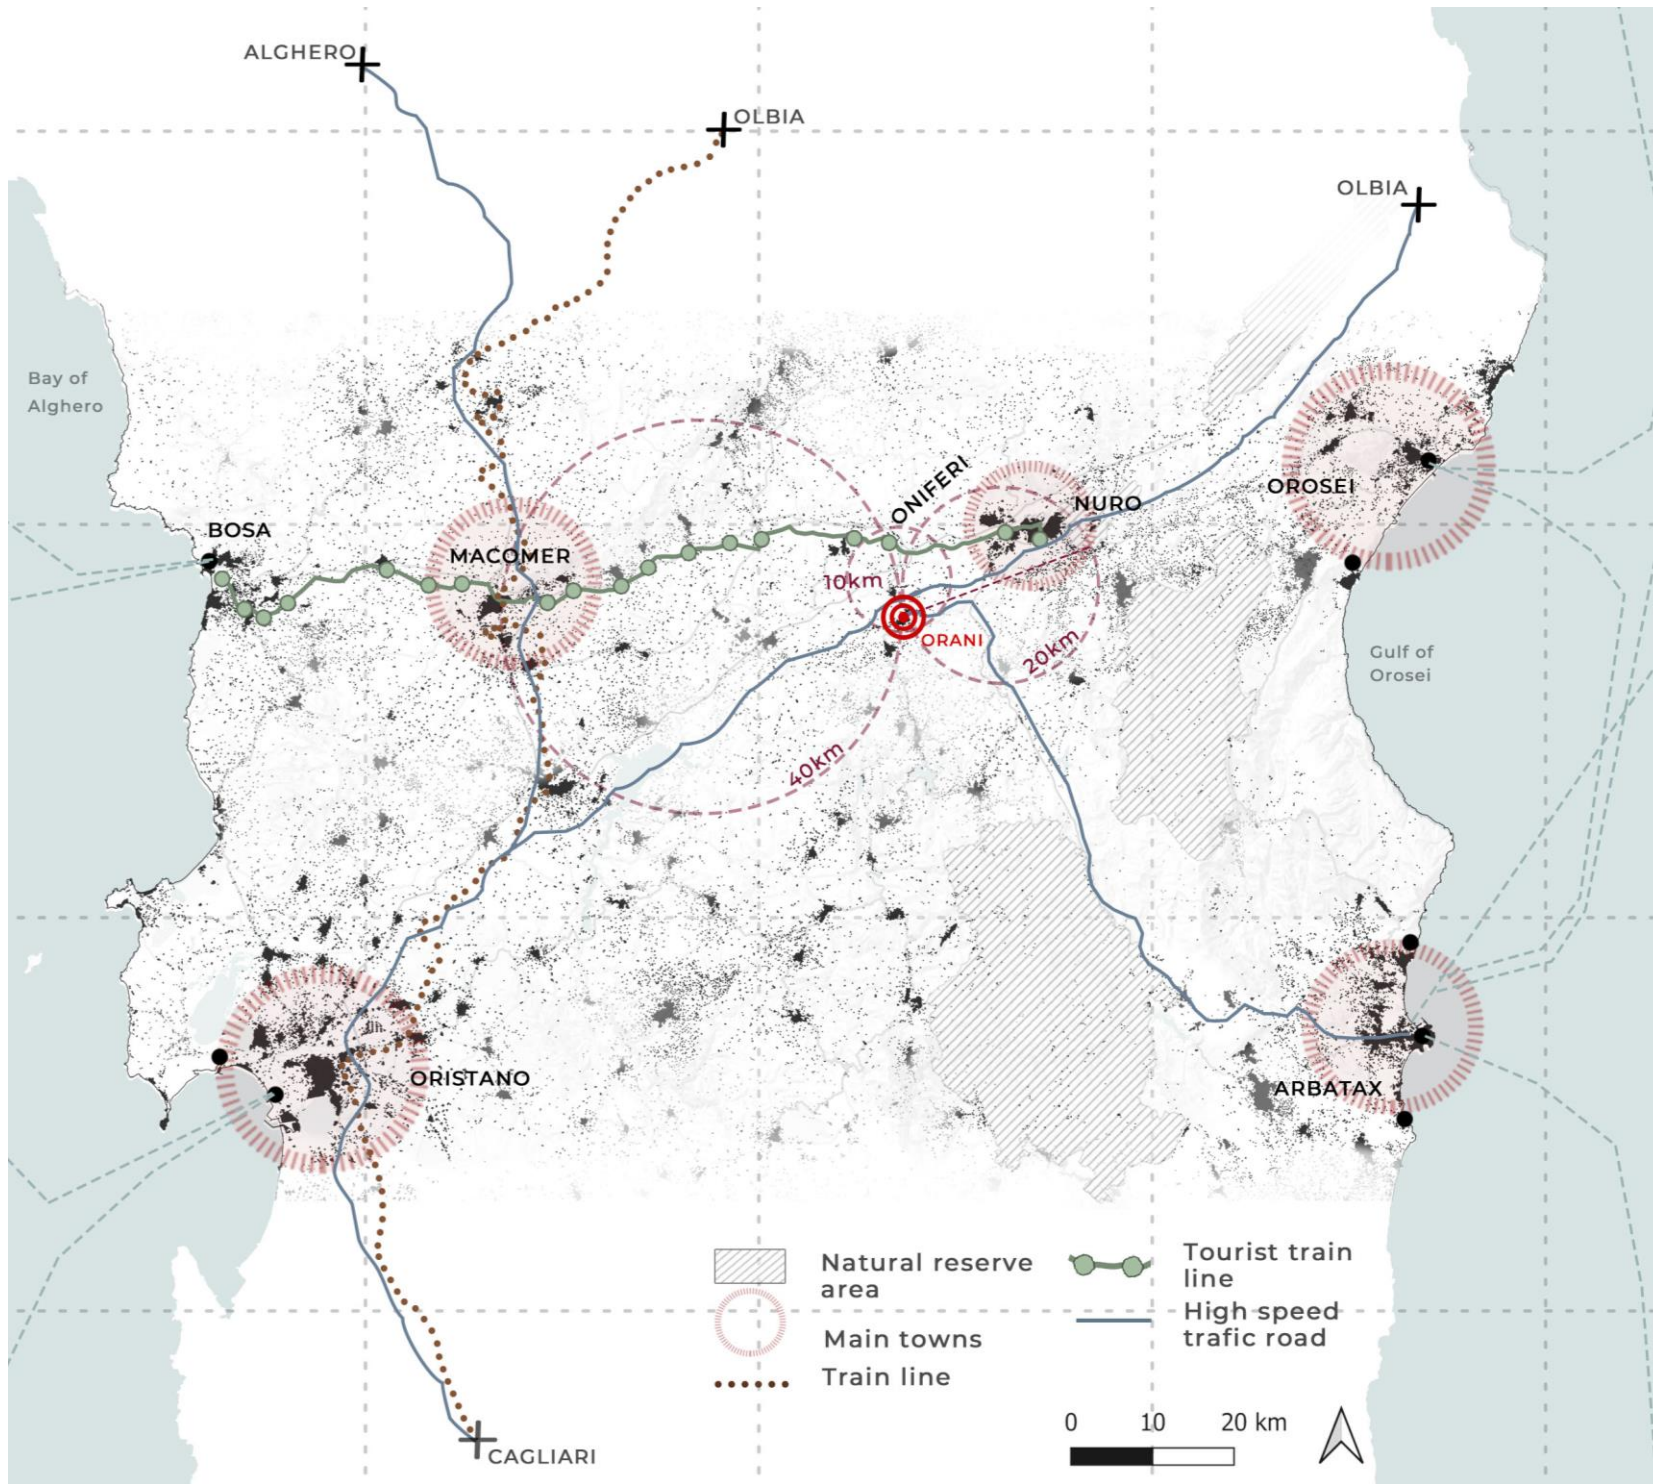 ALGHERO
OLBIA
OLBIA
Bay of
Alghero
ONIFERI
NURO
OROSEI
BOSA
MACOMER
10km
ORANI
20km
Gulf of
Orosei
40km
ORISTANO
ARBATAX
Natural reserve
area
Main towns
Train line
Tourist train
line
High speed
trafic road
0 10 20 km
CAGLIARI